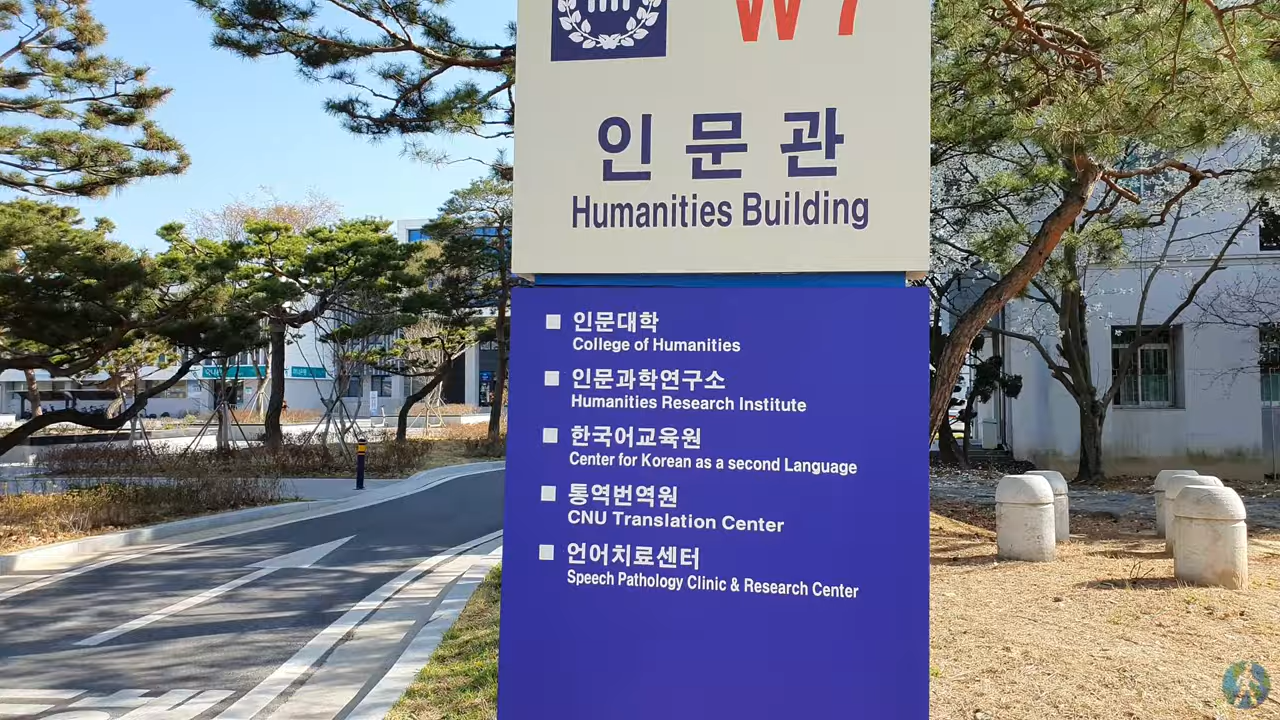 W7
인문관
Humanities Building
인문대학
College of Humanities
인문과학연구소
Humanities Research Institute
한국어교육원
Center for Korean as a second Language
통역번역원
CNU Translation Center
언어치료센터
Speech Pathology Clinic & Research Center